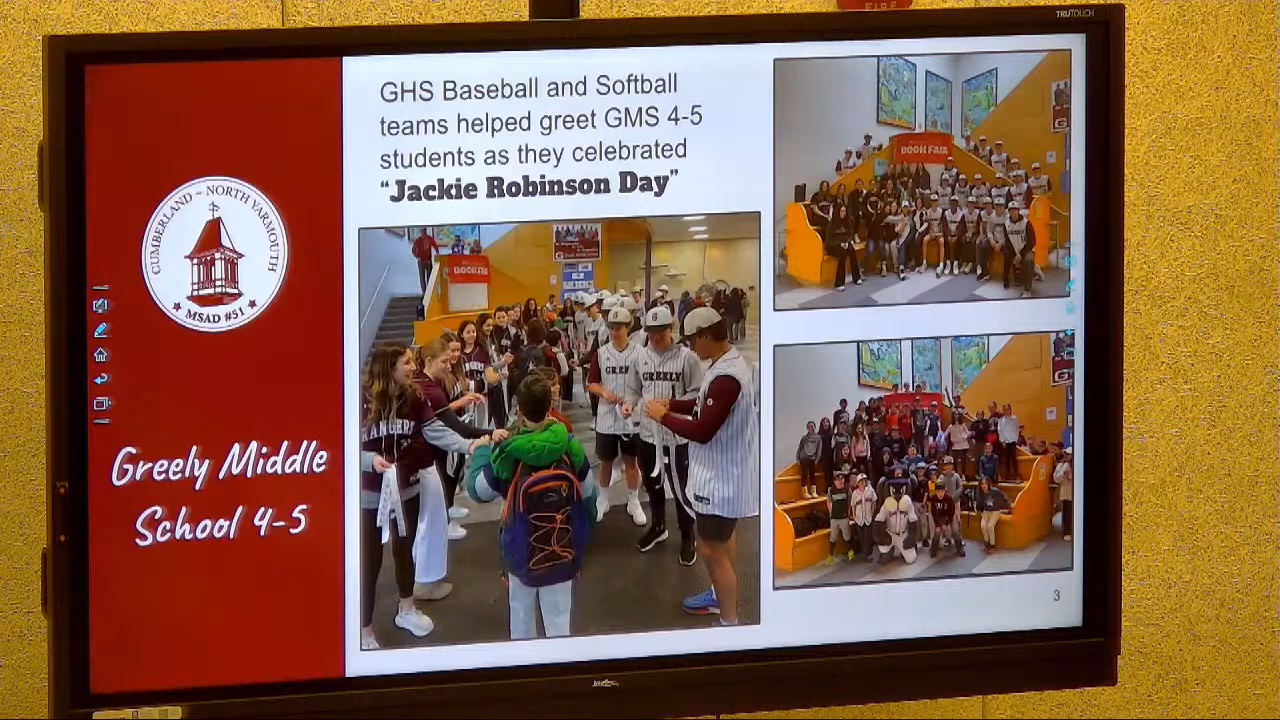 FIRE
TRUTOUCH
CUMBERLAND ~ NORTH YARMOUTH
★ MSAD #51 ★
Greely Middle
School 4-5
GHS Baseball and Softball
teams helped greet GMS 4-5
students as they celebrated
“Jackie Robinson Day”
BOOK FAIR
RANGERS
GREELY
BOOK FAIR
G
3